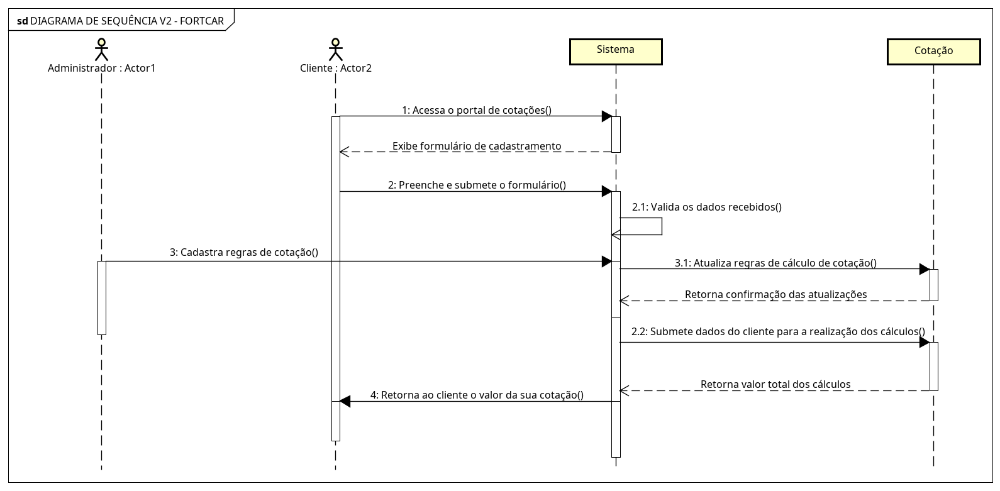 sd DIAGRAMA DE SEQUÊNCIA V2 - FORTCAR
Administrador : Actor1
Cliente : Actor2
Sistema
Cotação
1: Acessa o portal de cotações()
Exibe formulário de cadastramento
2: Preenche e submete o formulário()
2.1: Valida os dados recebidos()
3: Cadastra regras de cotação()
3.1: Atualiza regras de cálculo de cotação()
Retorna confirmação das atualizações
2.2: Submete dados do cliente para a realização dos cálculos()
Retorna valor total dos cálculos
4: Retorna ao cliente o valor da sua cotação()